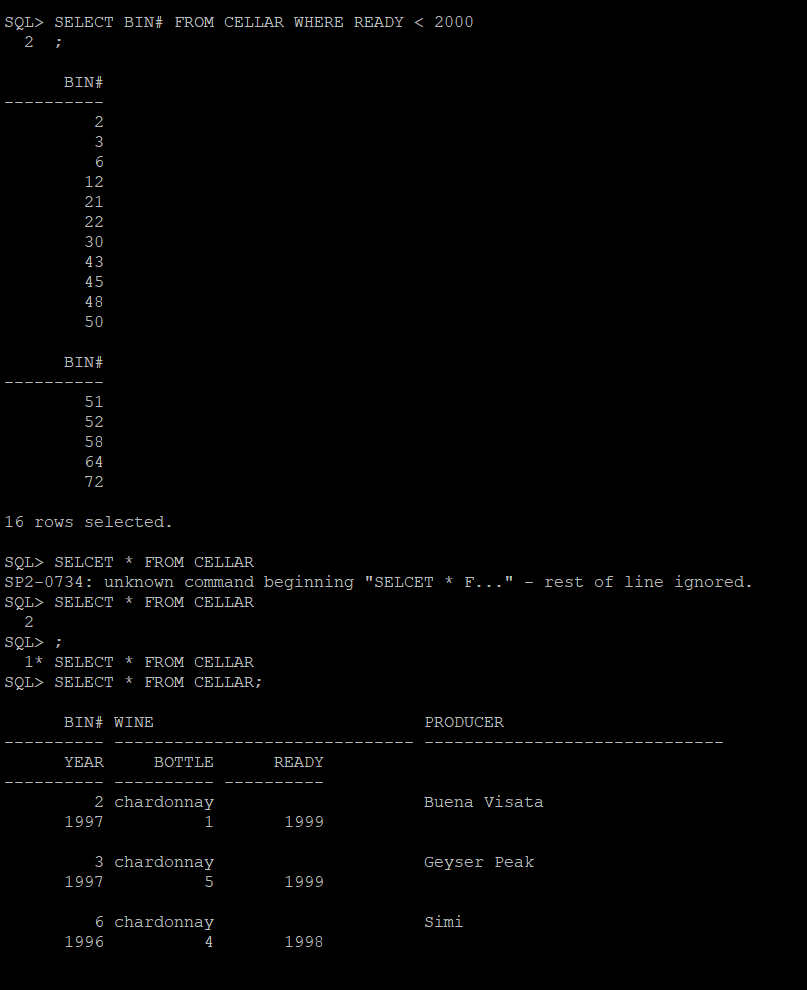 SQL> SELECT BIN# FROM CELLAR WHERE READY < 2000
  2  ;
      BIN#
----------
         2
         3
         6
        12
        21
        22
        30
        43
        45
        48
        50
      BIN#
----------
        51
        52
        58
        64
        72
16 rows selected.
SQL> SELCET * FROM CELLAR
SP2-0734: unknown command beginning "SELCET * F..." - rest of line ignored.
SQL> SELECT * FROM CELLAR
  2
SQL> ;
  1* SELECT * FROM CELLAR
SQL> SELECT * FROM CELLAR;
      BIN# WINE                           PRODUCER
---------- ------------------------------ ------------------------------
      YEAR     BOTTLE      READY
---------- ---------- ----------
         2 chardonnay                     Buena Visata
      1997          1       1999
         3 chardonnay                     Geyser Peak
      1997          5       1999
         6 chardonnay                     Simi
      1996          4       1998